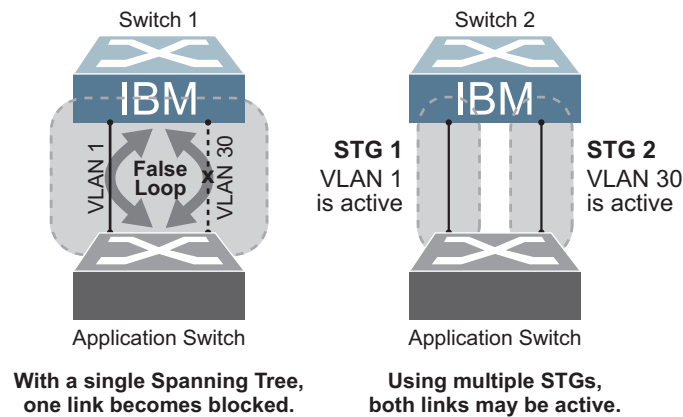 Switch 1
IBM
VLAN 1
False
Loop
x
VLAN 30
Application Switch
With a single Spanning Tree,
one link becomes blocked.
Switch 2
IBM
STG 1
VLAN 1
is active
STG 2
VLAN 30
is active
Application Switch
Using multiple STGs,
both links may be active.